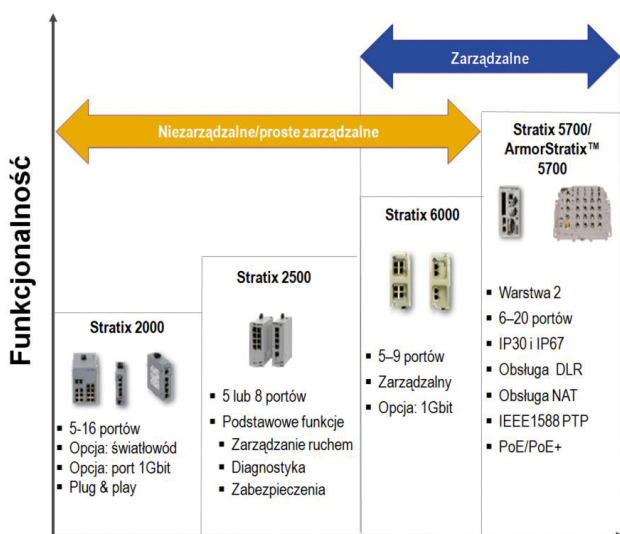 Zarządzalne
Niezarządzalne/proste zarządzalne
Funkcjonalność
Stratix 2000
5-16 portów
Opcja: światłowód
Opcja: port 1Gbit
Plug & play
Stratix 2500
5 lub 8 portów
Podstawowe funkcje
Zarządzanie ruchem
Diagnostyka
Zabezpieczenia
Stratix 6000
5–9 portów
Zarządzalny
Opcja: 1Gbit
Stratix 5700/
ArmorStratix™
5700
Warstwa 2
6–20 portów
IP30 i IP67
Obsługa DLR
Obsługa NAT
IEEE1588 PTP
PoE/PoE+